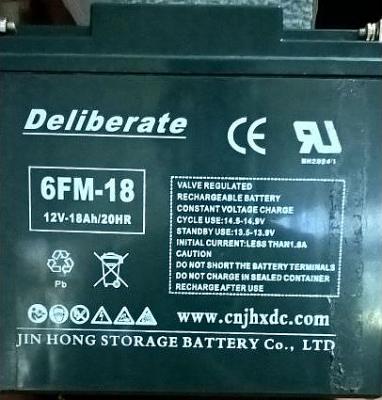 Deliberate
CE
6FM-18
12V-18Ah/20HR
Pb
VALVE REGULATED
RECHARGEABLE BATTERY
CONSTANT VOLTAGE CHARGE
CYCLE USE:14.5-14.9V
STANDBY USE:13.5-13.9V
INITIAL CURRENT:LESS THAN1.8A
CAUTION
DO NOT SHORT THE BATTERY TERMINALS
DO NOT CHARGE IN SEALED CONTAINER
RECHARGE AFTER USE
www.cnjhxdc.com
JIN HONG STORAGE BATTERY Co., LTD